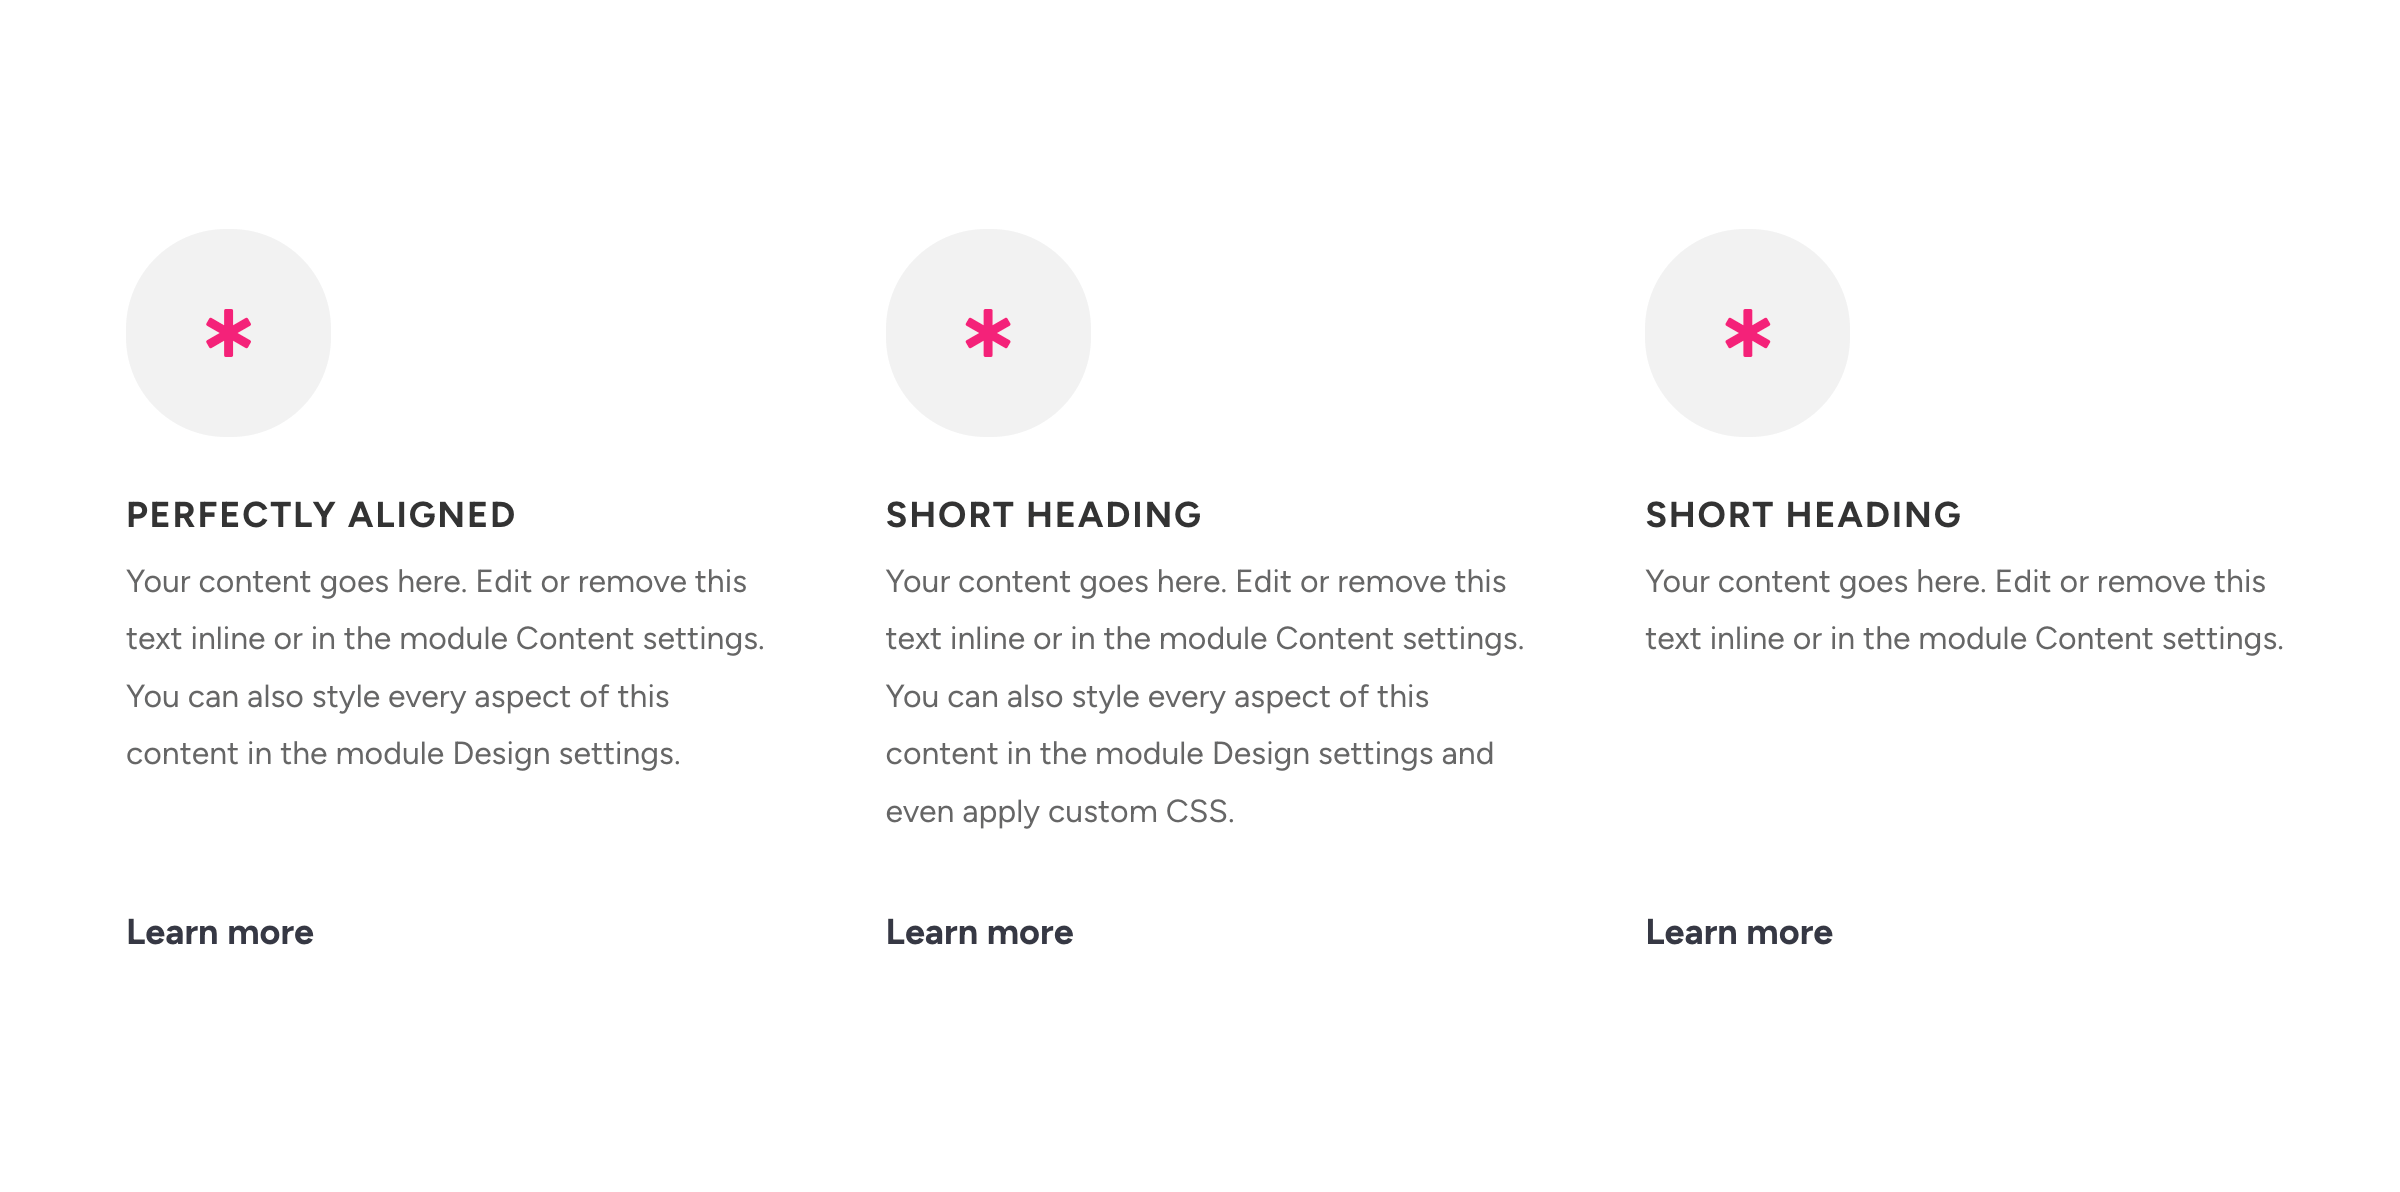 PERFECTLY ALIGNED
Your content goes here. Edit or remove this
text inline or in the module Content settings.
You can also style every aspect of this
content in the module Design settings.
Learn more
SHORT HEADING
Your content goes here. Edit or remove this
text inline or in the module Content settings.
You can also style every aspect of this
content in the module Design settings and
even apply custom CSS.
Learn more
SHORT HEADING
Your content goes here. Edit or remove this
text inline or in the module Content settings.
Learn more